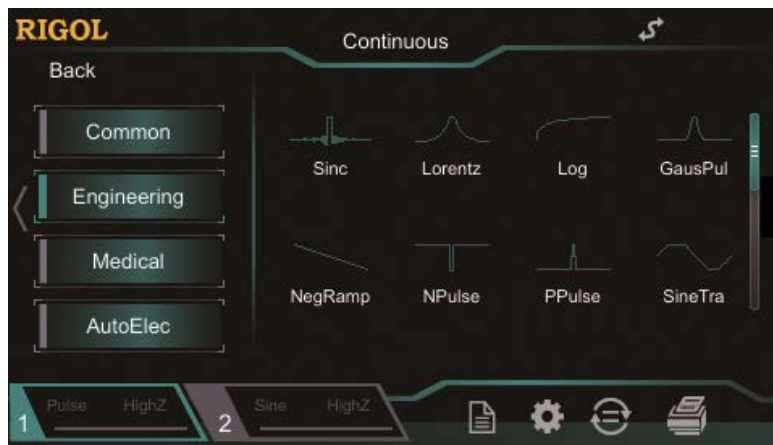 RIGOL
Continuous
Back
Common
Engineering
Medical
AutoElec
Sinc Lorentz Log GausPul
NegRamp NPulse PPulse SineTra
1 Pulse HighZ 2 Sine HighZ